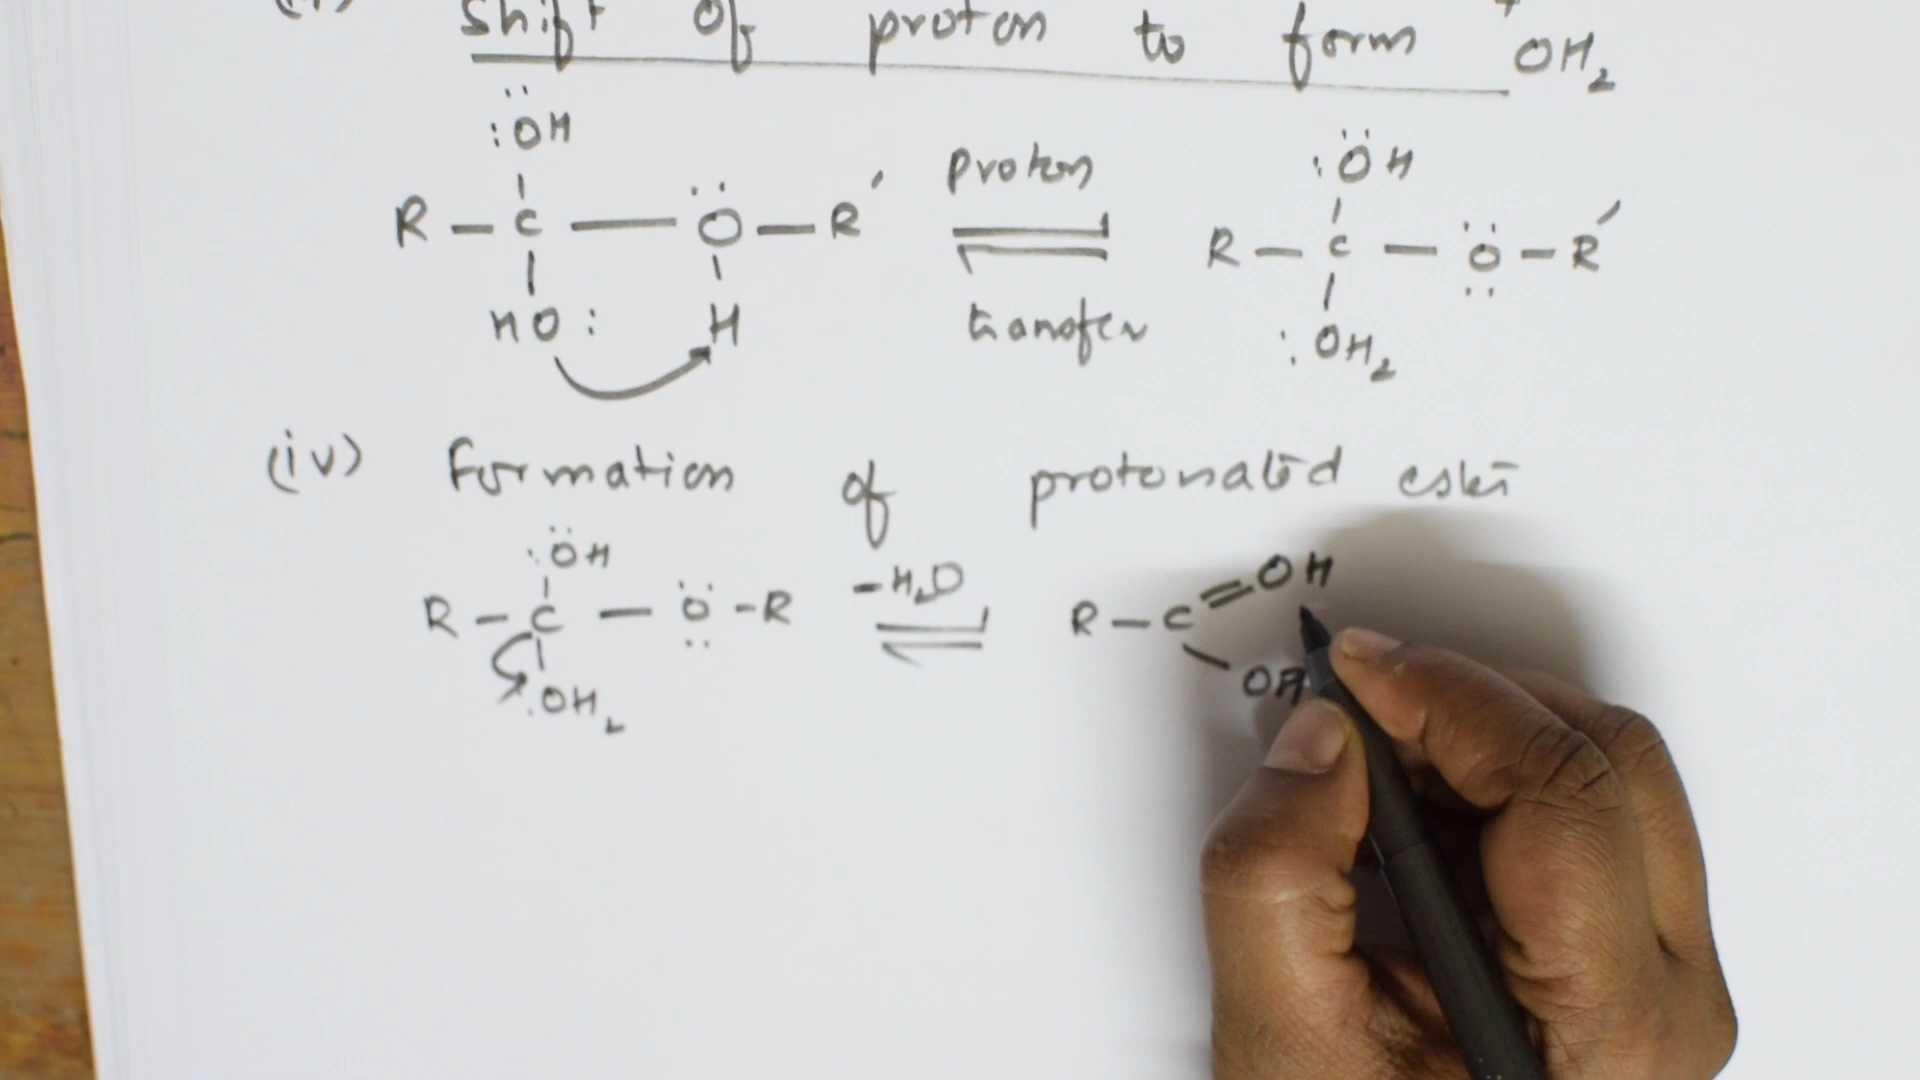 Shift of proton to form +OH2
:ÖH
R – C — Ö – R′ proton ⇌ transfer
HO: H
:ÖH
R – C – Ö – R′
:OH2
(iv) Formation of protonated ester
:ÖH
R – C – Ö – R -H2O ⇌ R – C = OH
:OH2